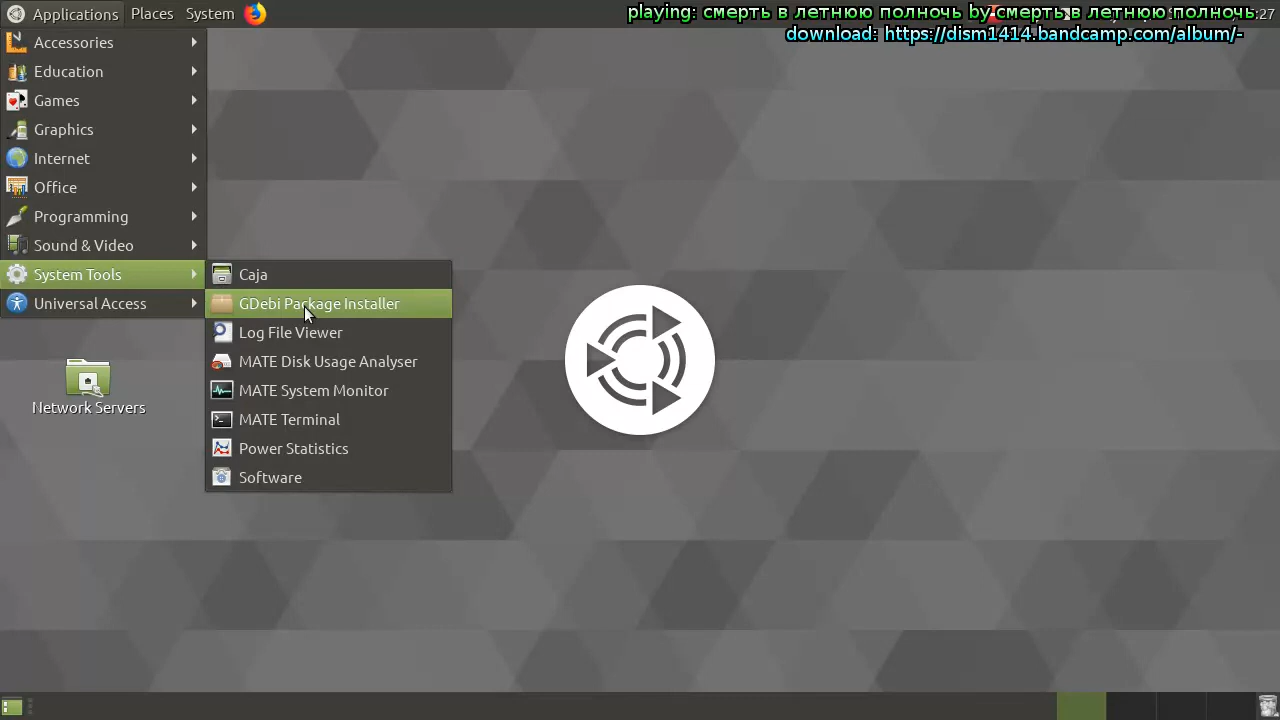 Applications Places System
playing: смерть в летнюю полночь by смерть в летнюю полночь
:27
download: https://dism1414.bandcamp.com/album/-
Accessories
Education
Games
Graphics
Internet
Office
Programming
Sound & Video
System Tools
Universal Access
Caja
GDebi Package Installer
Log File Viewer
MATE Disk Usage Analyser
MATE System Monitor
MATE Terminal
Power Statistics
Software
Network Servers